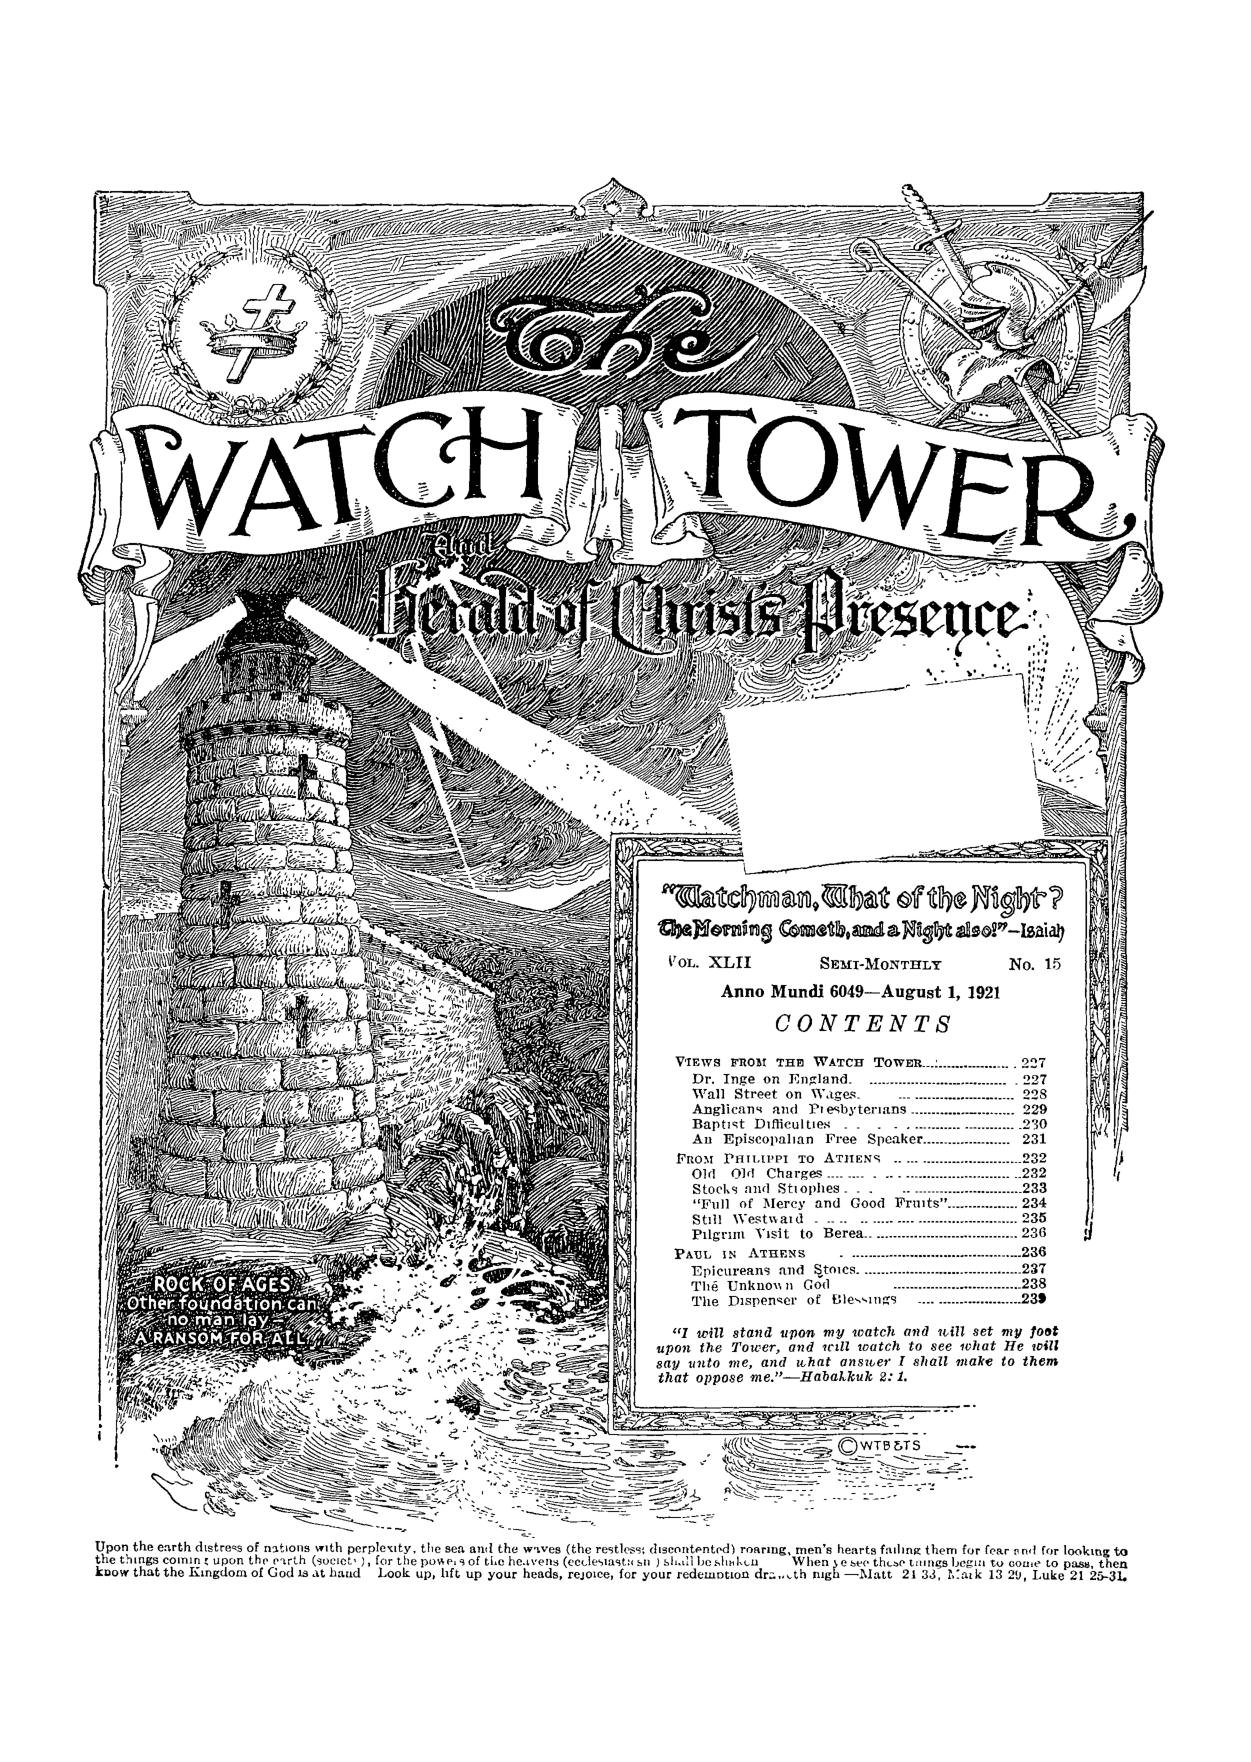 The
WATCH TOWER
And
Herald of Christ's Presence
"Watchman, What of the Night?
The Morning Cometh, and a Night also!"—Isaiah
VOL. XLII SEMI-MONTHLY No. 15
Anno Mundi 6049—August 1, 1921
CONTENTS
VIEWS FROM THE WATCH TOWER 227
Dr. Inge on England. 227
Wall Street on Wages. 228
Anglicans and Presbyterians 229
Baptist Difficulties 230
An Episcopalian Free Speaker 231
FROM PHILIPPI TO ATHENS 232
Old Old Charges 232
Stocks and Strophes 233
"Full of Mercy and Good Fruits" 234
Still Westward 235
Pilgrim Visit to Berea 236
PAUL IN ATHENS 236
Epicureans and Stoics. 237
The Unknown God 238
The Dispenser of Blessings 239
"I will stand upon my watch and will set my foot
upon the Tower, and will watch to see what He will
say unto me, and what answer I shall make to them
that oppose me."—Habakkuk 2: 1.
ROCK OF AGES
Other foundation can
no man lay—
A RANSOM FOR ALL
©WTB&TS
Upon the earth distress of nations with perplexity, the sea and the waves (the restless, discontented) roaring, men's hearts failing them for fear and for looking to
the things coming upon the earth (society), for the powers of the heavens (ecclesiasticism) shall be shaken When ye see these things begin to come to pass, then
know that the Kingdom of God is at hand Look up, lift up your heads, rejoice, for your redemption draweth nigh —Matt 21 33, Mark 13 29, Luke 21 25-31.